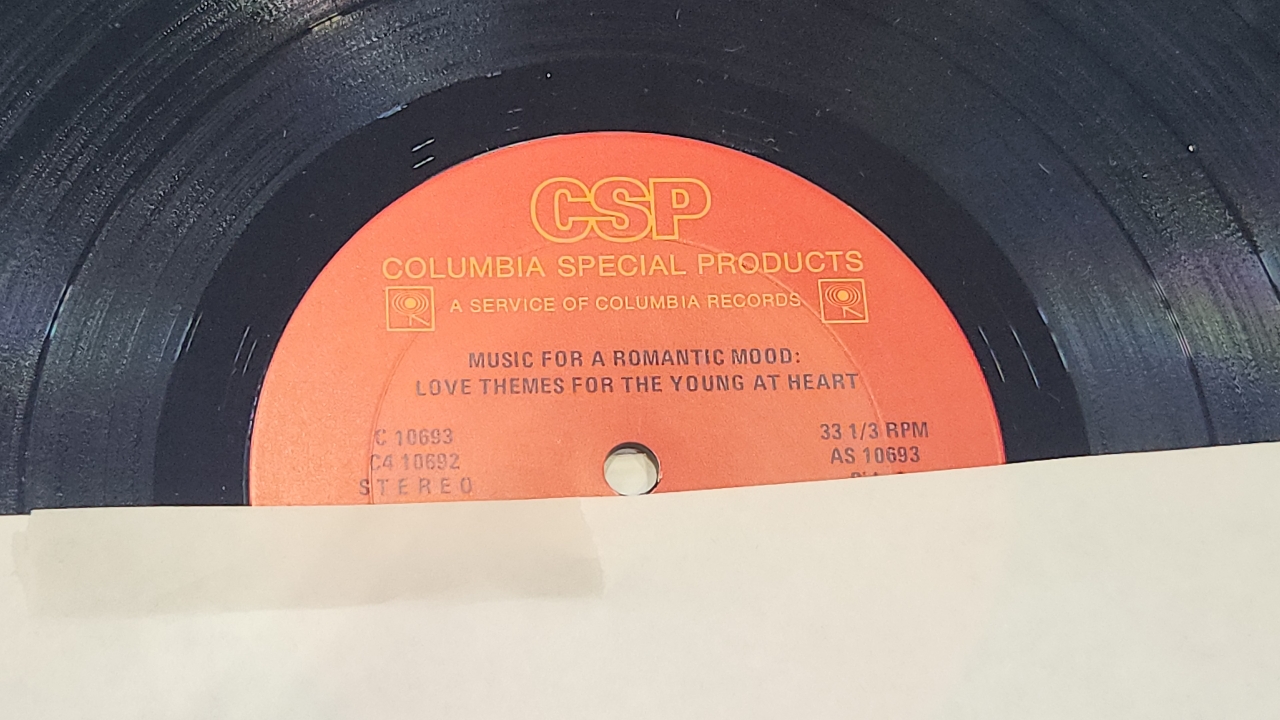 CSP
COLUMBIA SPECIAL PRODUCTS
A SERVICE OF COLUMBIA RECORDS
MUSIC FOR A ROMANTIC MOOD:
LOVE THEMES FOR THE YOUNG AT HEART
C 10693
C4 10692
STEREO
33 1/3 RPM
AS 10693